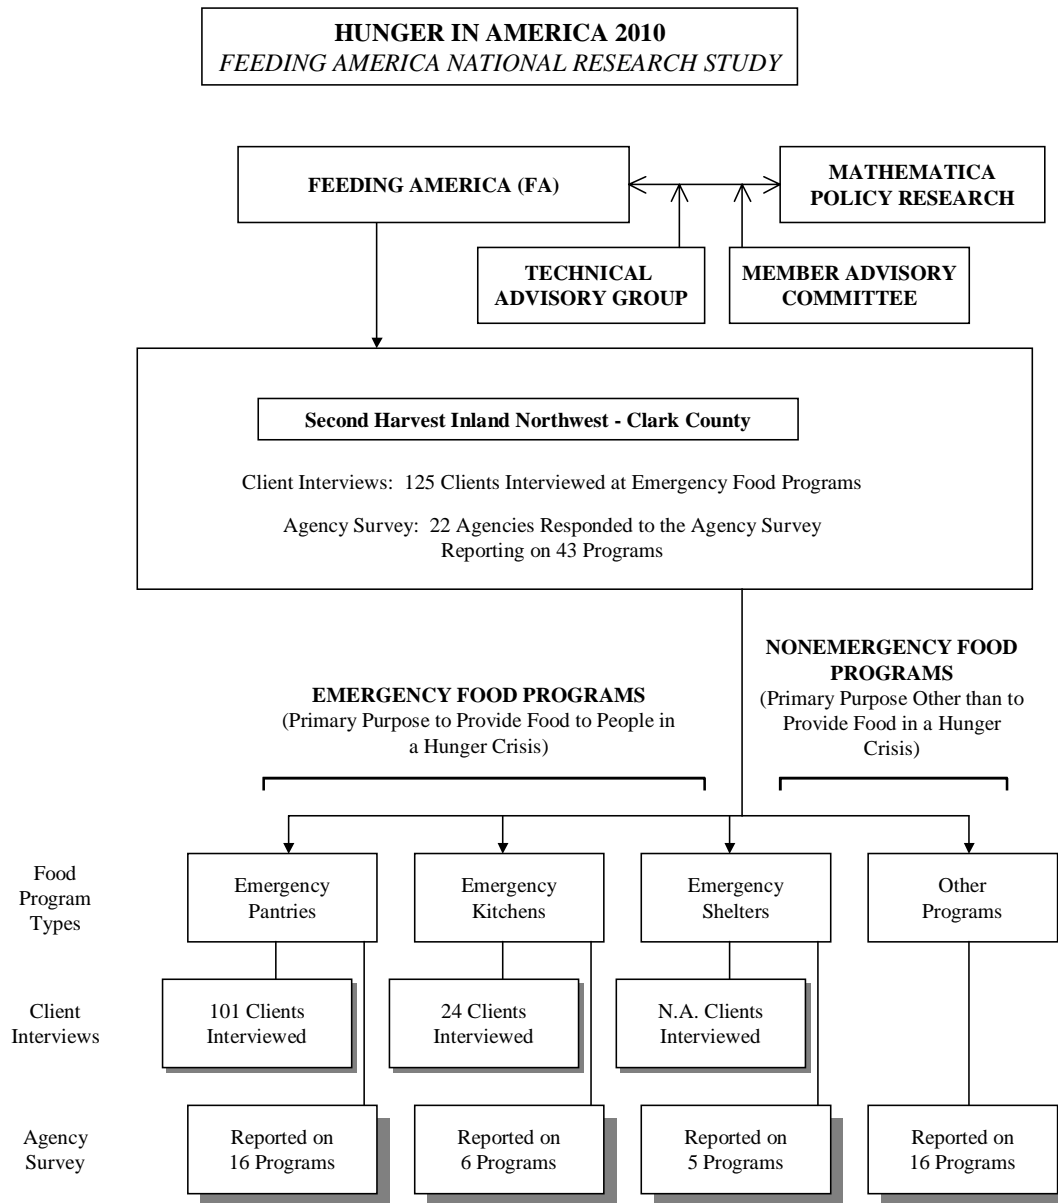 HUNGER IN AMERICA 2010
FEEDING AMERICA NATIONAL RESEARCH STUDY
FEEDING AMERICA (FA)
MATHEMATICA
POLICY RESEARCH
TECHNICAL
ADVISORY GROUP
MEMBER ADVISORY
COMMITTEE
Second Harvest Inland Northwest - Clark County
Client Interviews: 125 Clients Interviewed at Emergency Food Programs
Agency Survey: 22 Agencies Responded to the Agency Survey
Reporting on 43 Programs
EMERGENCY FOOD PROGRAMS
(Primary Purpose to Provide Food to People in
a Hunger Crisis)
NONEMERGENCY FOOD
PROGRAMS
(Primary Purpose Other than to
Provide Food in a Hunger
Crisis)
Food
Program
Types
Emergency
Pantries
Emergency
Kitchens
Emergency
Shelters
Other
Programs
Client
Interviews
101 Clients
Interviewed
24 Clients
Interviewed
N.A. Clients
Interviewed
Agency
Survey
Reported on
16 Programs
Reported on
6 Programs
Reported on
5 Programs
Reported on
16 Programs